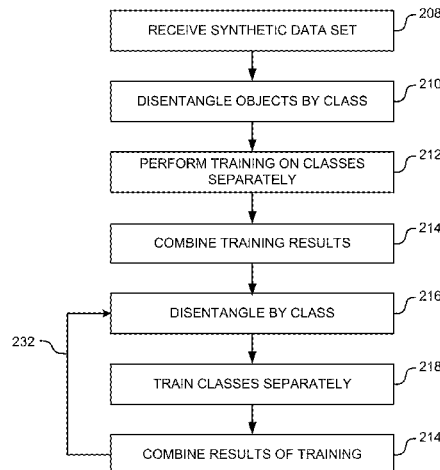 RECEIVE SYNTHETIC DATA SET
208
DISENTANGLE OBJECTS BY CLASS
210
PERFORM TRAINING ON CLASSES
SEPARATELY
212
COMBINE TRAINING RESULTS
214
DISENTANGLE BY CLASS
216
232
TRAIN CLASSES SEPARATELY
218
COMBINE RESULTS OF TRAINING
214